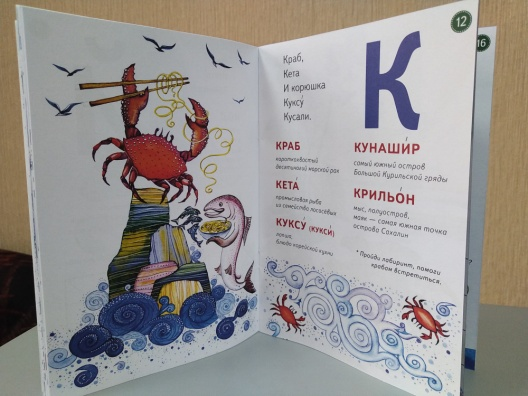 12
К
Краб,
Кета
И корюшка
Куксу́
Кусали.
КРАБ
короткохвостый
десятиногий морской рак
КЕТА́
промысловая рыба
из семейства лососёвых
КУКСУ́ (КУКСИ́)
лапша,
блюдо корейской кухни
КУНАШИ́Р
самый южный остров
Большой Курильской гряды
КРИЛЬО́Н
мыс, полуостров,
маяк — самая южная точка
острова Сахалин
* Пройди лабиринт, помоги
крабам встретиться.
16